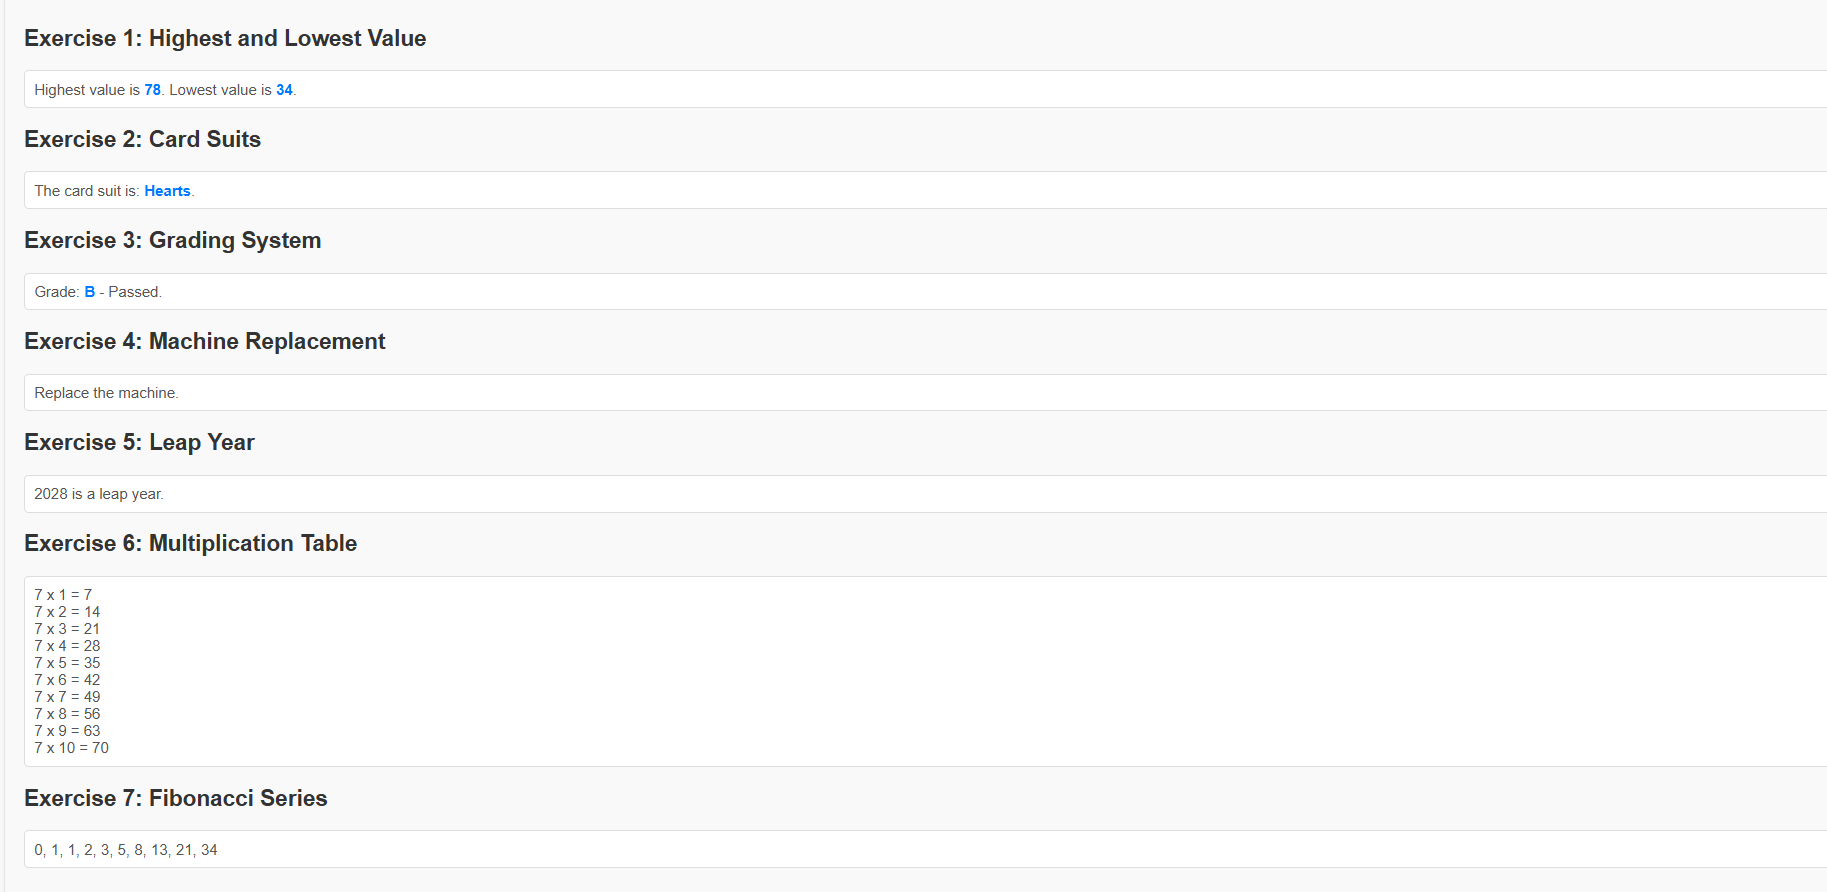 Exercise 1: Highest and Lowest Value
Highest value is 78. Lowest value is 34.
Exercise 2: Card Suits
The card suit is: Hearts.
Exercise 3: Grading System
Grade: B - Passed.
Exercise 4: Machine Replacement
Replace the machine.
Exercise 5: Leap Year
2028 is a leap year.
Exercise 6: Multiplication Table
7 x 1 = 7
7 x 2 = 14
7 x 3 = 21
7 x 4 = 28
7 x 5 = 35
7 x 6 = 42
7 x 7 = 49
7 x 8 = 56
7 x 9 = 63
7 x 10 = 70
Exercise 7: Fibonacci Series
0, 1, 1, 2, 3, 5, 8, 13, 21, 34